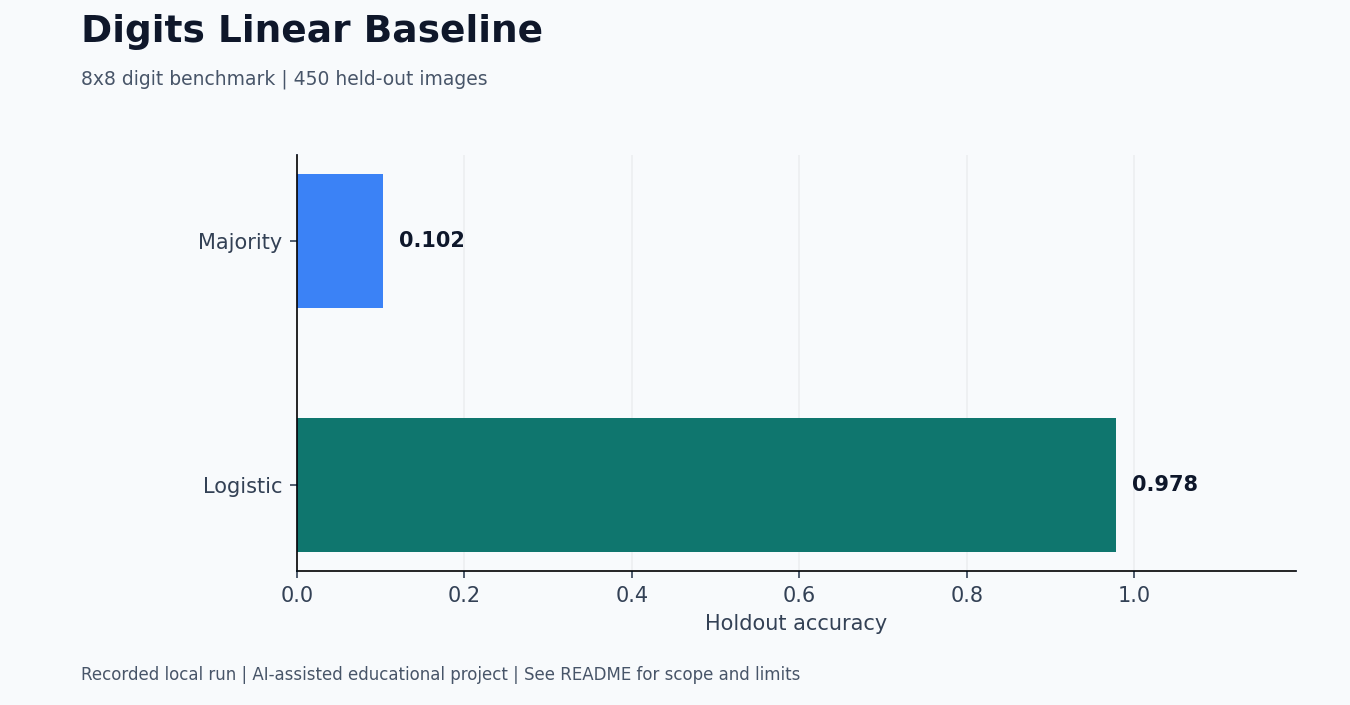 Digits Linear Baseline
8x8 digit benchmark | 450 held-out images
Majority
0.102
Logistic
0.978
0.0 0.2 0.4 0.6 0.8 1.0
Holdout accuracy
Recorded local run | AI-assisted educational project | See README for scope and limits